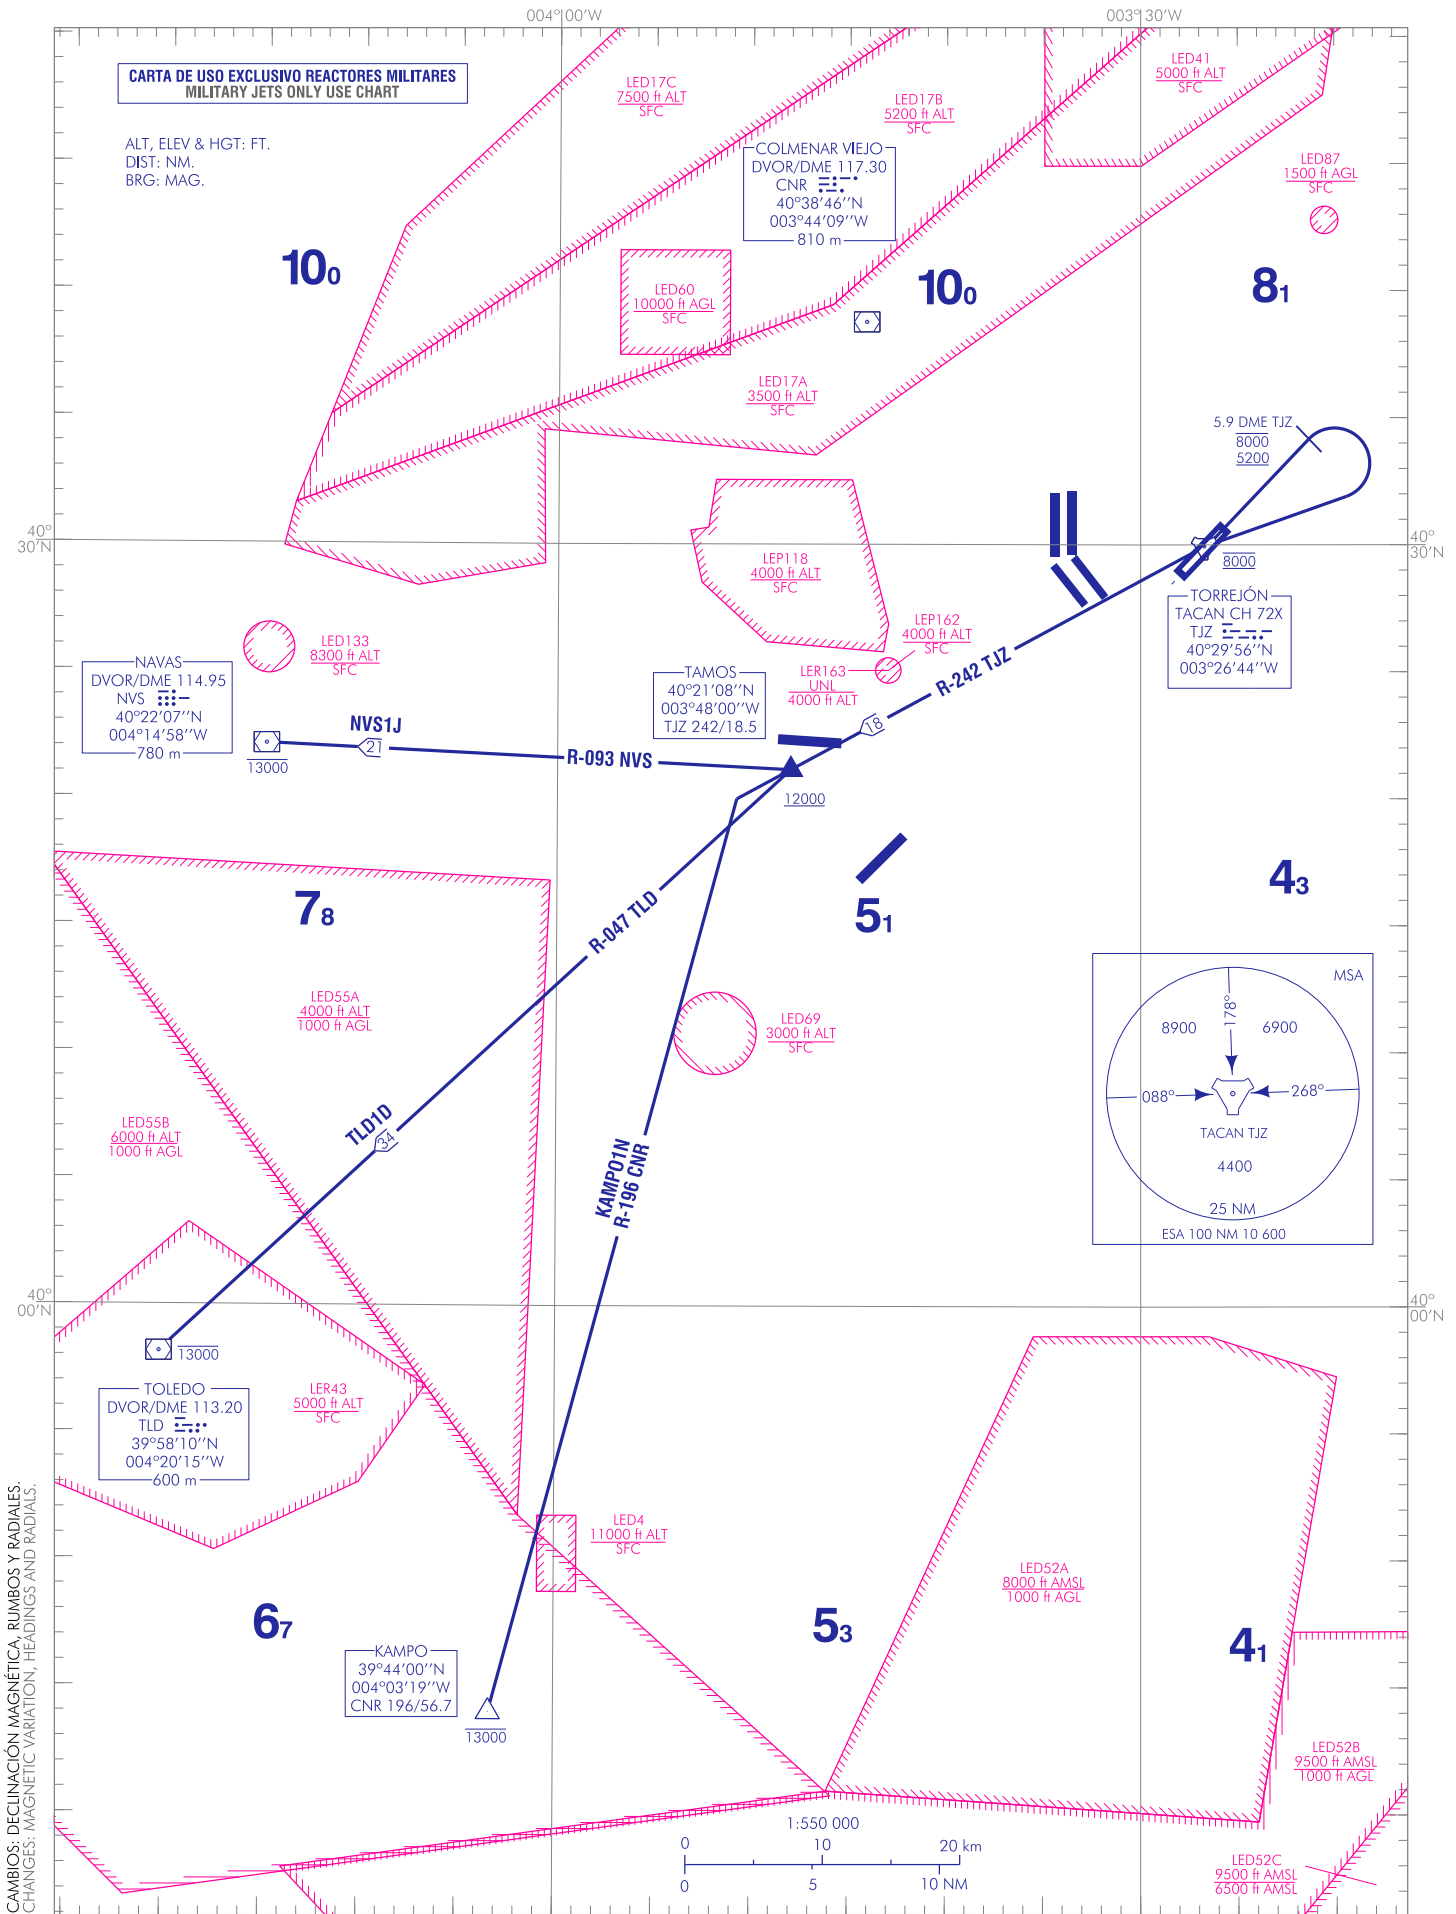 004°00'W
003°30'W
CARTA DE USO EXCLUSIVO REACTORES MILITARES
MILITARY JETS ONLY USE CHART
ALT, ELEV & HGT: FT.
DIST: NM.
BRG: MAG.
LED17C
7500 ft ALT
SFC
LED17B
5200 ft ALT
SFC
LED41
5000 ft ALT
SFC
LED87
1500 ft AGL
SFC
COLMENAR VIEJO
DVOR/DME 117.30
CNR
40°38'46''N
003°44'09''W
810 m
10₀
10₀
8₁
LED60
10000 ft AGL
SFC
LED17A
3500 ft ALT
SFC
5.9 DME TJZ
8000
5200
40°
30'N
40°
30'N
8000
LEP118
4000 ft ALT
SFC
TORREJÓN
TACAN CH 72X
TJZ
40°29'56''N
003°26'44''W
LEP162
4000 ft ALT
SFC
LED133
8300 ft ALT
SFC
NAVAS
DVOR/DME 114.95
NVS
40°22'07''N
004°14'58''W
780 m
TAMOS
40°21'08''N
003°48'00''W
TJZ 242/18.5
LER163
UNL
4000 ft ALT
R-242 TJZ
18
NVS1J
21
R-093 NVS
13000
12000
7₈
5₁
4₃
R-047 TLD
LED55A
4000 ft ALT
1000 ft AGL
LED69
3000 ft ALT
SFC
MSA
178°
8900
6900
088°
268°
TACAN TJZ
4400
25 NM
ESA 100 NM 10 600
LED55B
6000 ft ALT
1000 ft AGL
TLD1D
34
KAMPO1N
R-196 CNR
40°
00'N
40°
00'N
13000
TOLEDO
DVOR/DME 113.20
TLD
39°58'10''N
004°20'15''W
600 m
LER43
5000 ft ALT
SFC
LED4
11000 ft ALT
SFC
LED52A
8000 ft AMSL
1000 ft AGL
6₇
5₃
4₁
KAMPO
39°44'00''N
004°03'19''W
CNR 196/56.7
13000
LED52B
9500 ft AMSL
1000 ft AGL
LED52C
9500 ft AMSL
6500 ft AMSL
1:550 000
0 10 20 km
0 5 10 NM
CAMBIOS: DECLINACIÓN MAGNÉTICA, RUMBOS Y RADIALES.
CHANGES: MAGNETIC VARIATION, HEADINGS AND RADIALS.